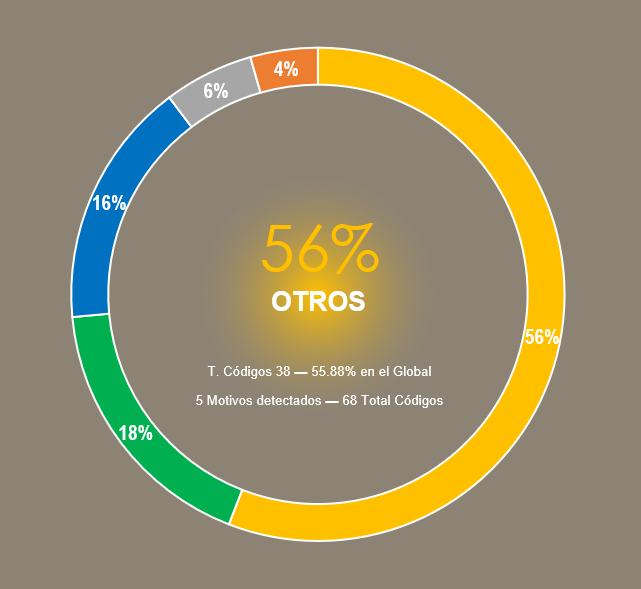 4%
6%
16%
56%
OTROS
56%
T. Códigos 38 — 55.88% en el Global
5 Motivos detectados — 68 Total Códigos
18%